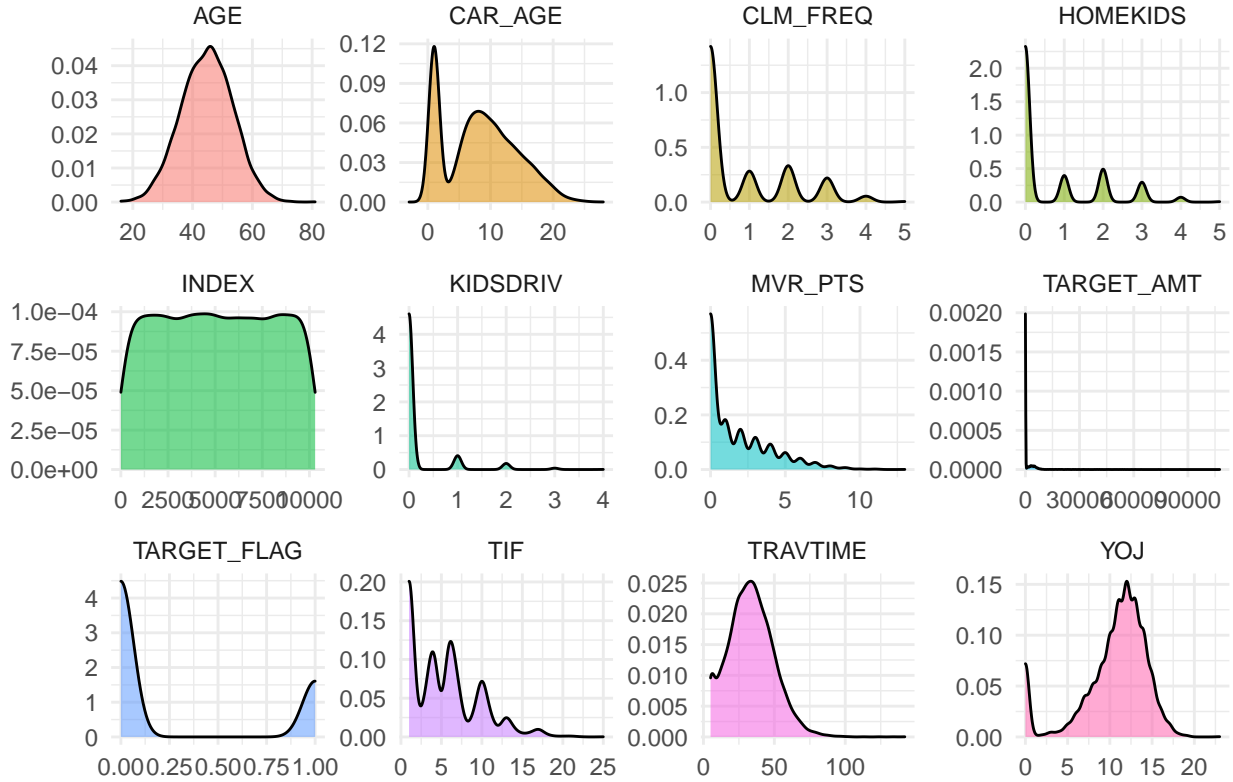 AGE CAR_AGE CLM_FREQ HOMEKIDS
0.04 0.03 0.02 0.01 0.00
20 40 60 80
0.12 0.09 0.06 0.03 0.00
0 10 20
1.0 0.5 0.0
0 1 2 3 4 5
2.0 1.5 1.0 0.5 0.0
0 1 2 3 4 5
INDEX KIDSDRIV MVR_PTS TARGET_AMT
1.0e−04 7.5e−05 5.0e−05 2.5e−05 0.0e+00
0 2500 5000 7500 10000
4 3 2 1 0
0 1 2 3 4
0.4 0.2 0.0
0 5 10
0.0020 0.0015 0.0010 0.0005 0.0000
0 30000 60000 90000
TARGET_FLAG TIF TRAVTIME YOJ
4 3 2 1 0
0.00 0.25 0.50 0.75 1.00
0.20 0.15 0.10 0.05 0.00
0 5 10 15 20 25
0.025 0.020 0.015 0.010 0.005 0.000
0 50 100
0.15 0.10 0.05 0.00
0 5 10 15 20